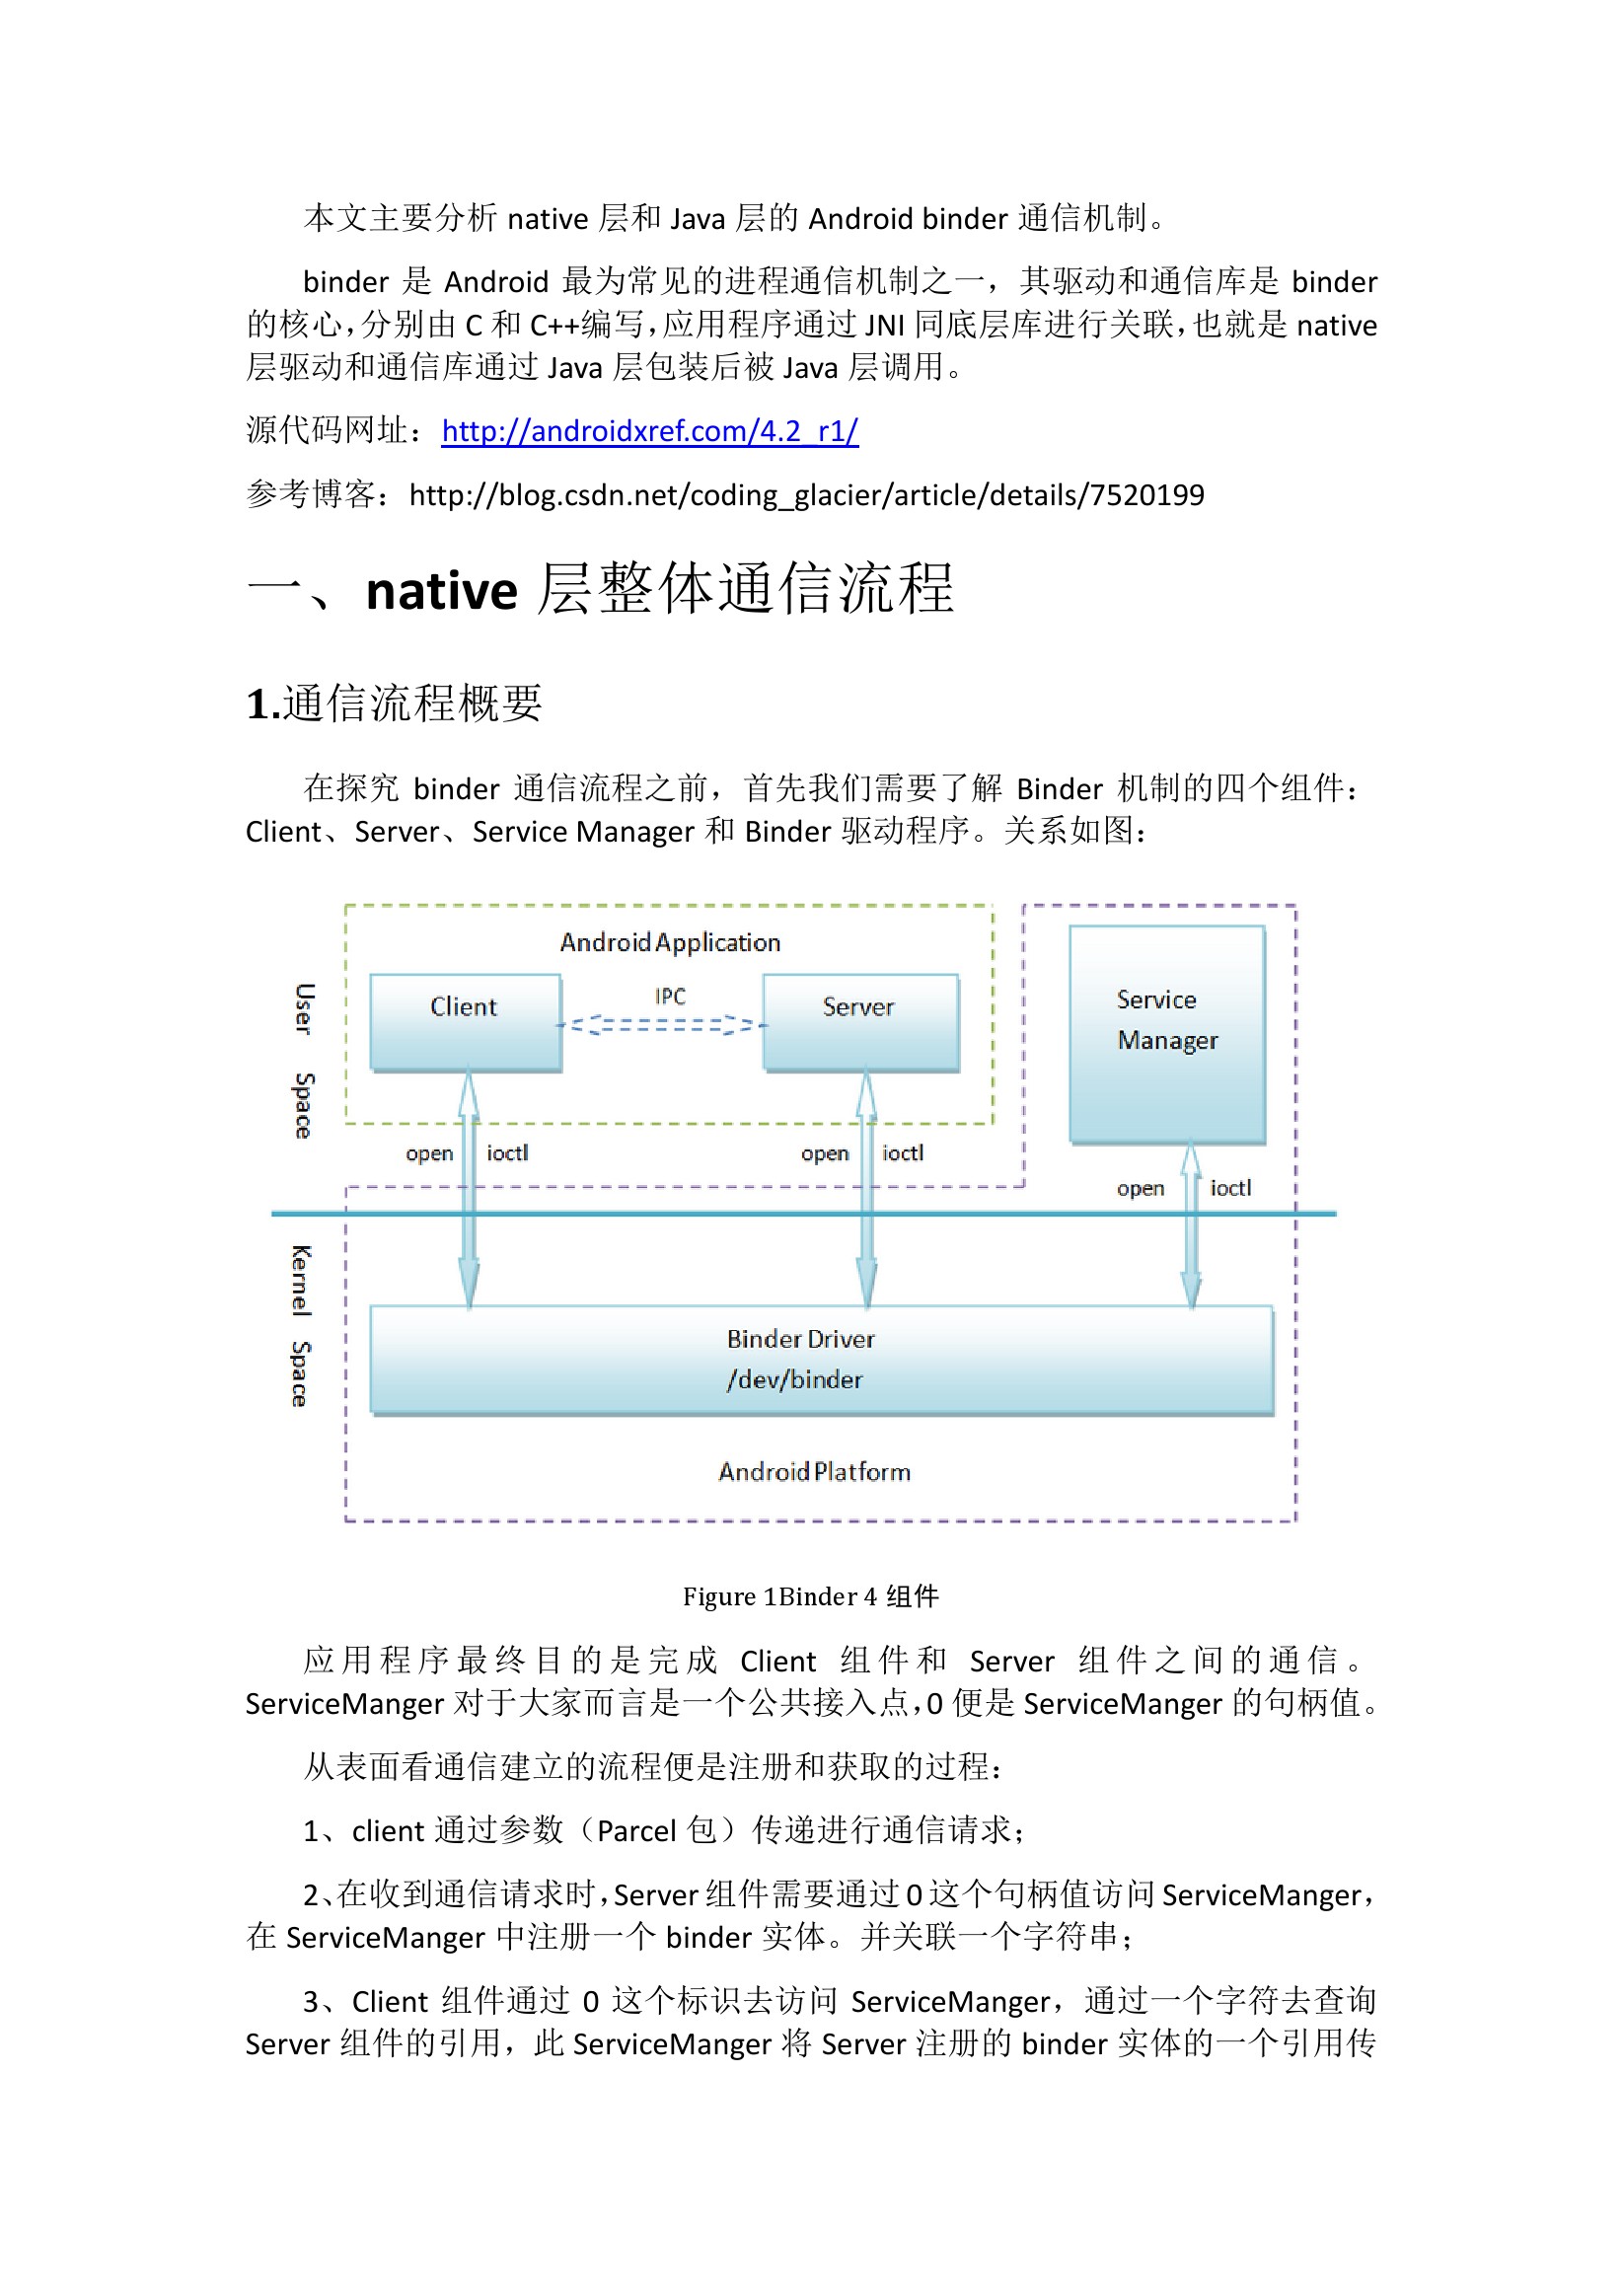 本文主要分析 native 层和 Java 层的 Android binder 通信机制。
binder 是 Android 最为常见的进程通信机制之一，其驱动和通信库是 binder
的核心，分别由 C 和 C++编写，应用程序通过 JNI 同底层库进行关联，也就是 native
层驱动和通信库通过 Java 层包装后被 Java 层调用。
源代码网址：http://androidxref.com/4.2_r1/
参考博客：http://blog.csdn.net/coding_glacier/article/details/7520199
一、native 层整体通信流程
1.通信流程概要
在探究 binder 通信流程之前，首先我们需要了解 Binder 机制的四个组件：
Client、Server、Service Manager 和 Binder 驱动程序。关系如图：
Android Application
User Space
Client
IPC
Server
Service
Manager
open ioctl
open ioctl
open ioctl
Kernel Space
Binder Driver
/dev/binder
Android Platform
Figure 1Binder 4 组件
应用程序最终目的是完成 Client 组件和 Server 组件之间的通信。
ServiceManger 对于大家而言是一个公共接入点，0 便是 ServiceManger 的句柄值。
从表面看通信建立的流程便是注册和获取的过程：
1、client 通过参数（Parcel 包）传递进行通信请求；
2、在收到通信请求时，Server 组件需要通过 0 这个句柄值访问 ServiceManger，
在 ServiceManger 中注册一个 binder 实体。并关联一个字符串；
3、Client 组件通过 0 这个标识去访问 ServiceManger，通过一个字符去查询
Server 组件的引用，此 ServiceManger 将 Server 注册的 binder 实体的一个引用传